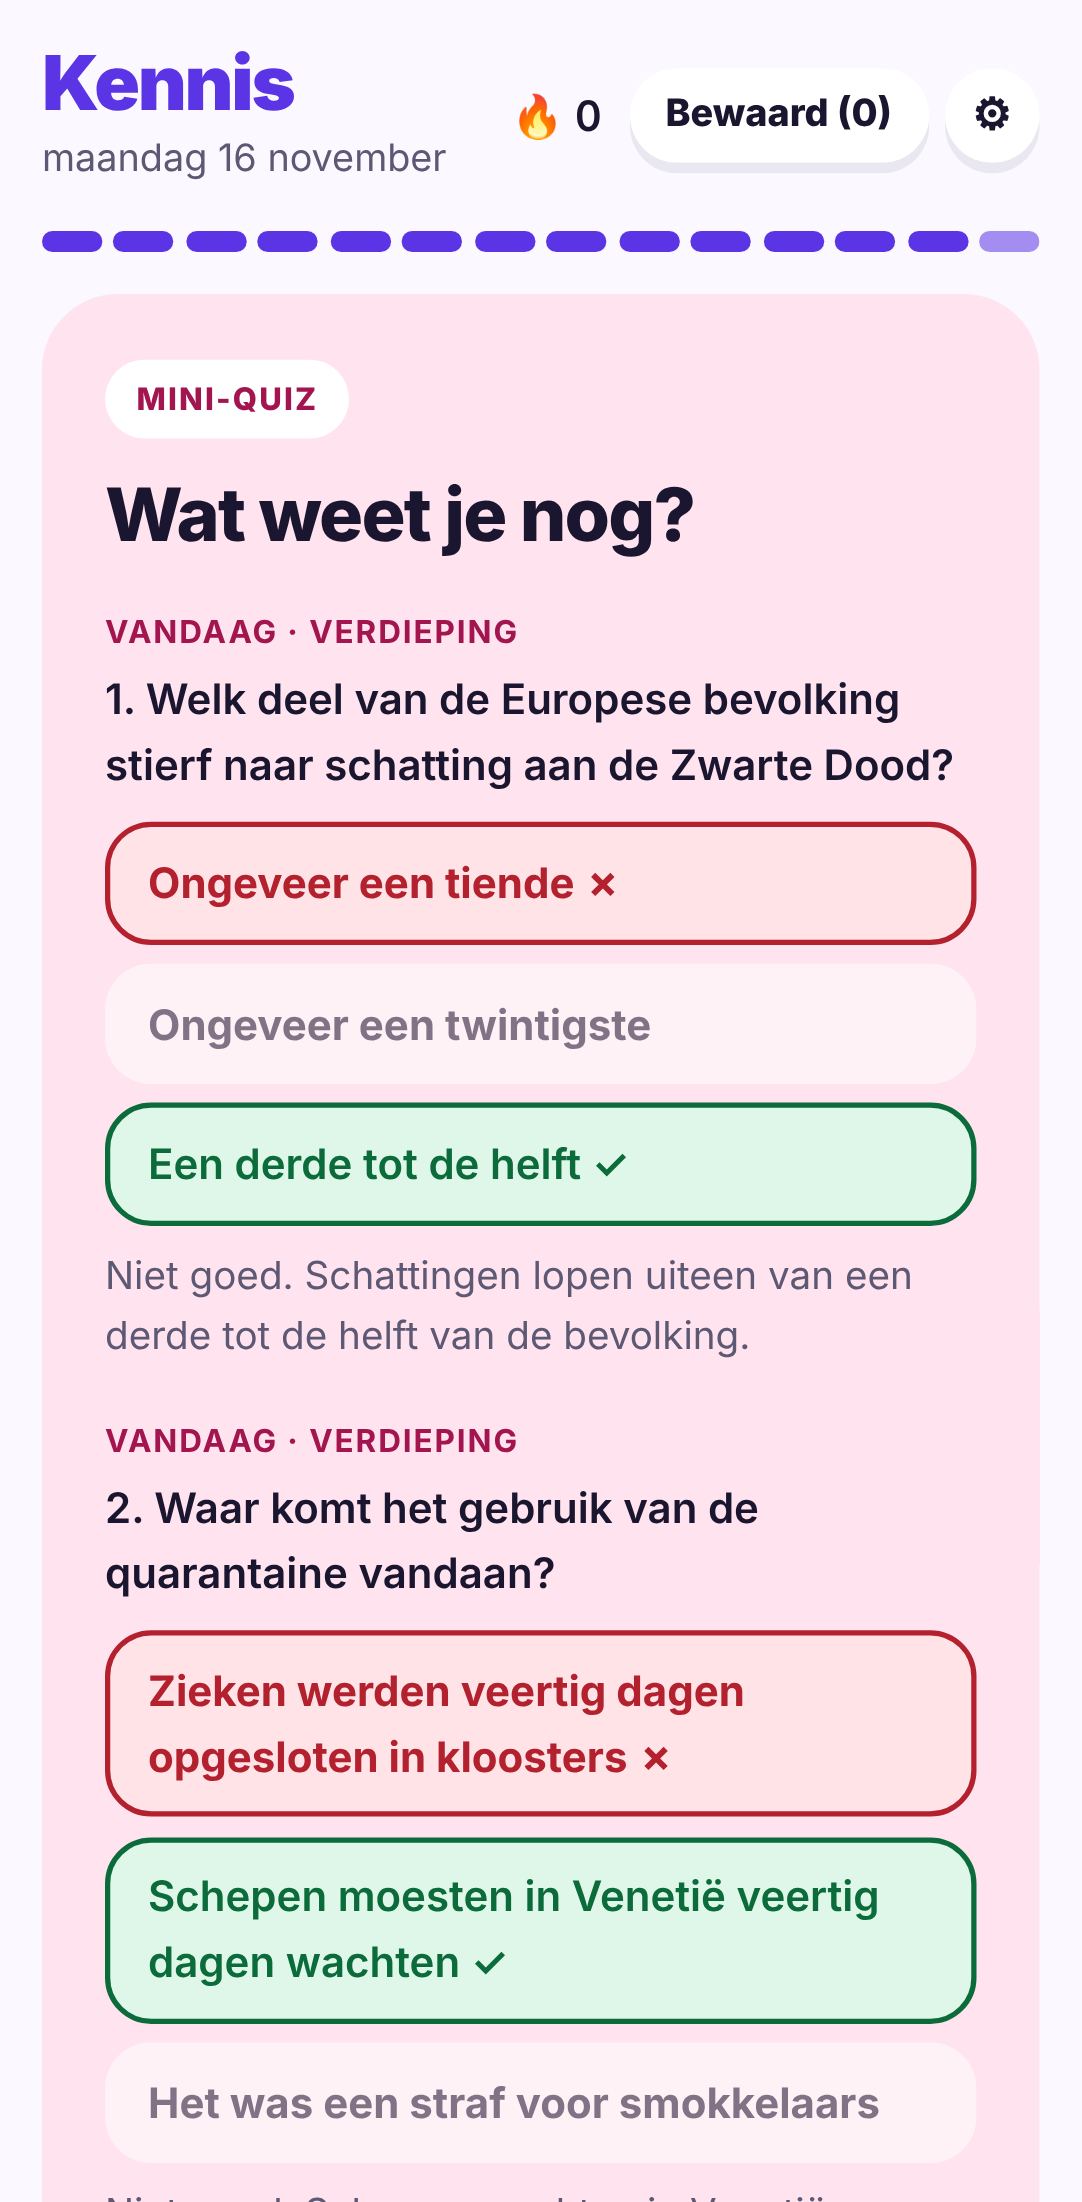 Kennis
maandag 16 november
🔥 0
Bewaard (0)
⚙
MINI-QUIZ
Wat weet je nog?
VANDAAG · VERDIEPING
1. Welk deel van de Europese bevolking
stierf naar schatting aan de Zwarte Dood?
Ongeveer een tiende ×
Ongeveer een twintigste
Een derde tot de helft ✓
Niet goed. Schattingen lopen uiteen van een
derde tot de helft van de bevolking.
VANDAAG · VERDIEPING
2. Waar komt het gebruik van de
quarantaine vandaan?
Zieken werden veertig dagen
opgesloten in kloosters ×
Schepen moesten in Venetië veertig
dagen wachten ✓
Het was een straf voor smokkelaars